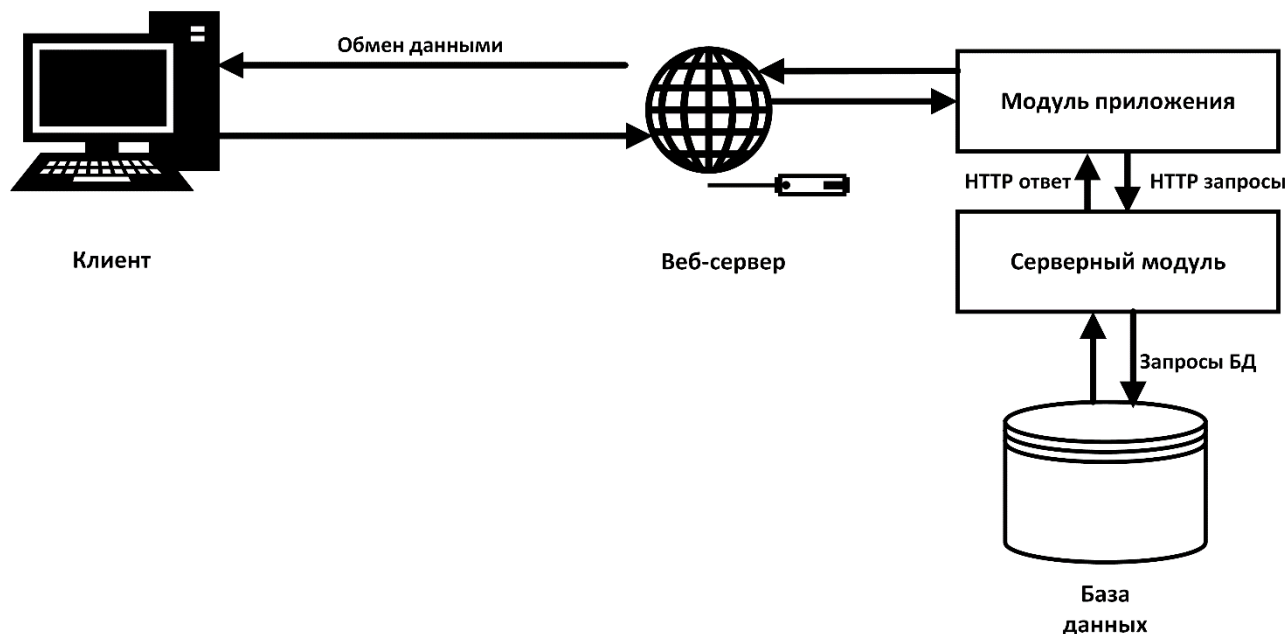 Обмен данными
Модуль приложения
HTTP ответ
HTTP запросы
Клиент
Веб-сервер
Серверный модуль
Запросы БД
База
данных